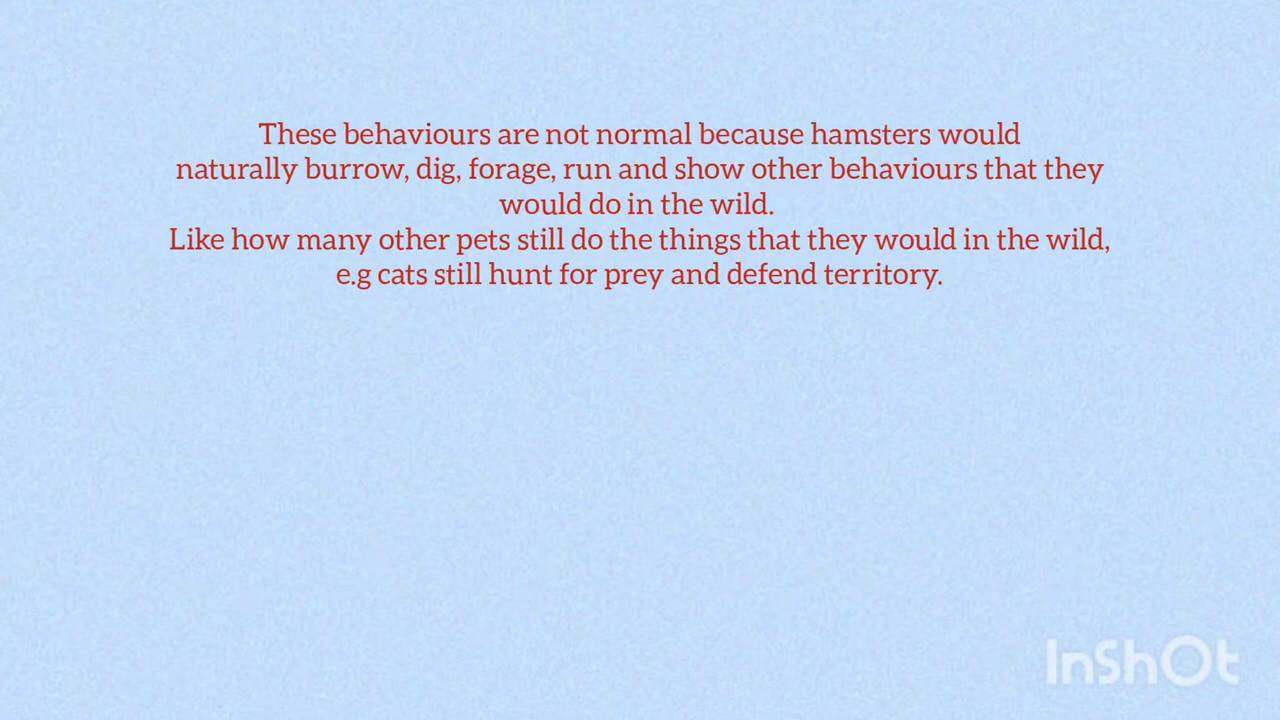 These behaviours are not normal because hamsters would
naturally burrow, dig, forage, run and show other behaviours that they
would do in the wild.
Like how many other pets still do the things that they would in the wild,
e.g cats still hunt for prey and defend territory.
InShOt